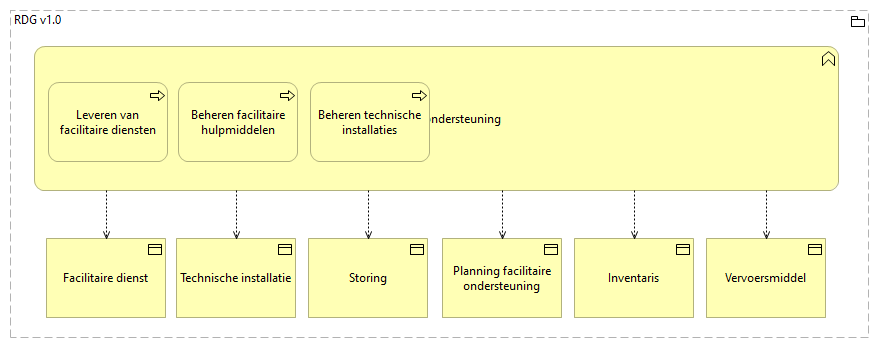 RDG v1.0
Leveren van
facilitaire diensten
Beheren facilitaire
hulpmiddelen
Beheren technische
installaties
ondersteuning
Facilitaire dienst
Technische installatie
Storing
Planning facilitaire
ondersteuning
Inventaris
Vervoersmiddel